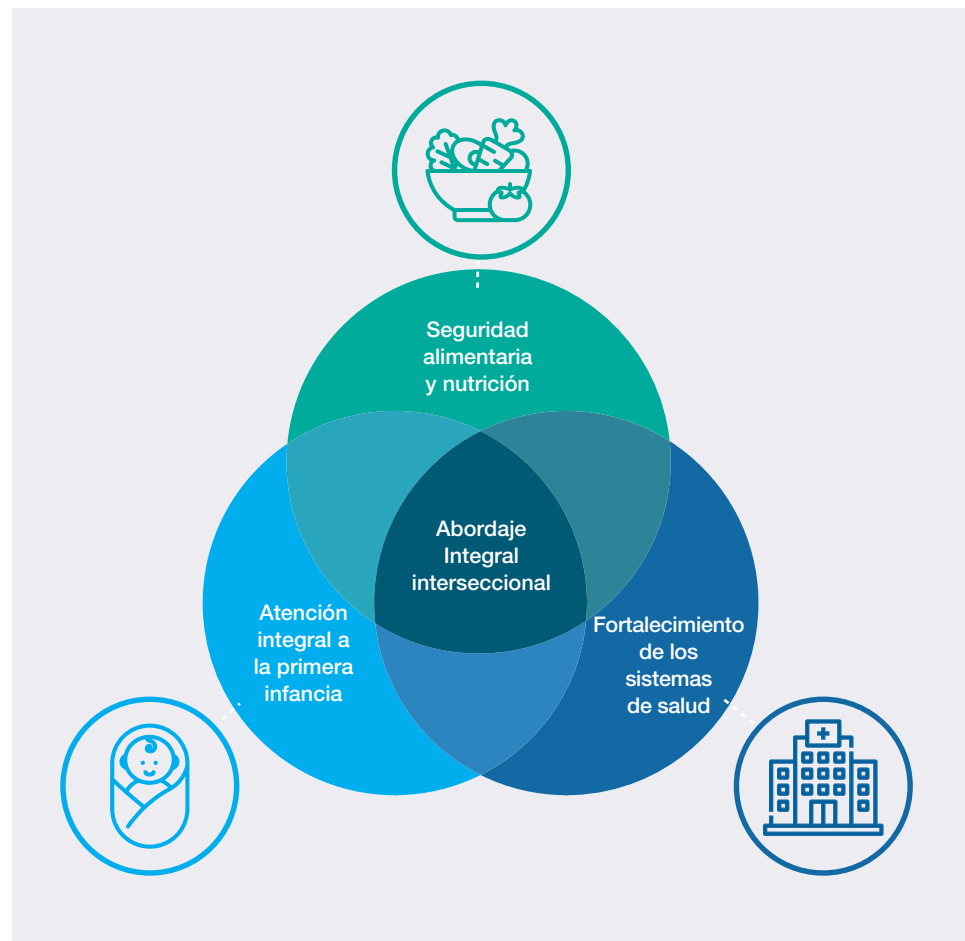 Seguridad
alimentaria
y nutrición
Abordaje
Integral
interseccional
Atención
integral a
la primera
infancia
Fortalecimiento
de los
sistemas
de salud